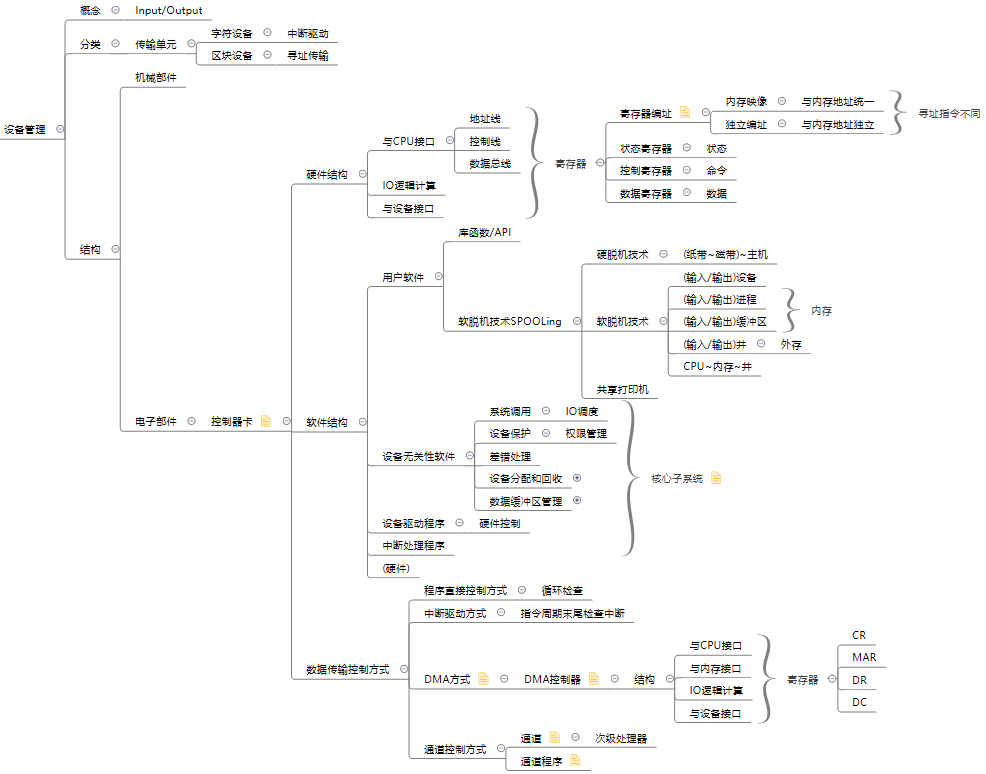 设备管理
概念
Input/Output
分类
传输单元
字符设备
中断驱动
区块设备
寻址传输
结构
机械部件
电子部件
控制器卡
硬件结构
与CPU接口
地址线
控制线
数据总线
IO逻辑计算
与设备接口
寄存器
寄存器编址
内存映像
与内存地址统一
独立编址
与内存地址独立
寻址指令不同
状态寄存器
状态
控制寄存器
命令
数据寄存器
数据
软件结构
用户软件
库函数/API
软脱机技术SPOOLing
硬脱机技术
(纸带~磁带)~主机
软脱机技术
(输入/输出)设备
(输入/输出)进程
(输入/输出)缓冲区
内存
(输入/输出)井
外存
CPU~内存~井
共享打印机
设备无关性软件
系统调用
IO调度
设备保护
权限管理
差错处理
设备分配和回收
数据缓冲区管理
设备驱动程序
硬件控制
中断处理程序
(硬件)
核心子系统
数据传输控制方式
程序直接控制方式
循环检查
中断驱动方式
指令周期末尾检查中断
DMA方式
DMA控制器
结构
与CPU接口
与内存接口
IO逻辑计算
与设备接口
寄存器
CR
MAR
DR
DC
通道控制方式
通道
次级处理器
通道程序